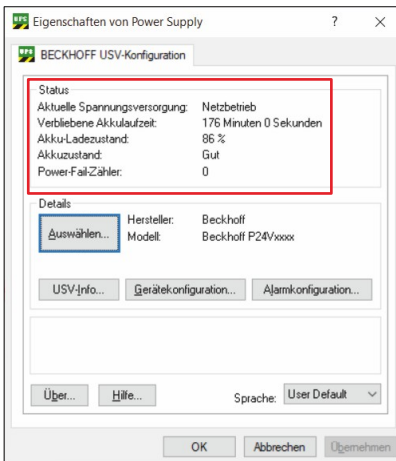 UPS Eigenschaften von Power Supply ? ×
UPS BECKHOFF USV-Konfiguration
Status
Aktuelle Spannungsversorgung: Netzbetrieb
Verbliebene Akkulaufzeit: 176 Minuten 0 Sekunden
Akku-Ladezustand: 86 %
Akkuzustand: Gut
Power-Fail-Zähler: 0
Details
Auswählen...
Hersteller: Beckhoff
Modell: Beckhoff P24Vxxxx
USV-Info... Gerätekonfiguration... Alarmkonfiguration...
Über... Hilfe... Sprache: User Default
OK Abbrechen Übernehmen